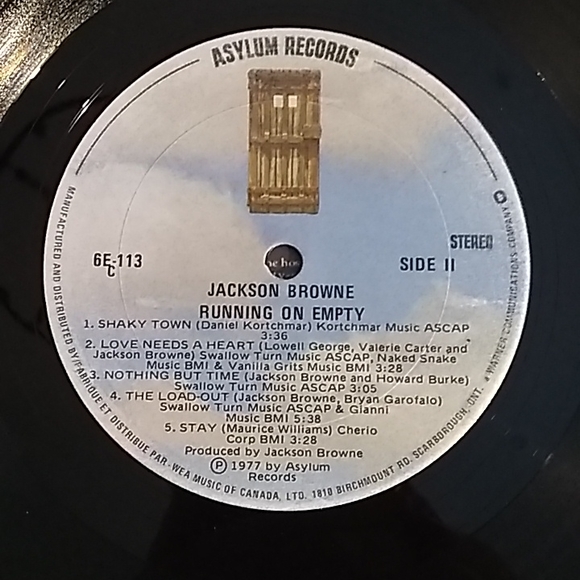 ASYLUM RECORDS
STEREO
6E-113
C
SIDE II
JACKSON BROWNE
RUNNING ON EMPTY
1. SHAKY TOWN (Daniel Kortchmar) Kortchmar Music ASCAP
3:36
2. LOVE NEEDS A HEART (Lowell George, Valerie Carter and
Jackson Browne) Swallow Turn Music ASCAP, Naked Snake
Music BMI & Vanilla Grits Music BMI 3:28
3. NOTHING BUT TIME (Jackson Browne and Howard Burke)
Swallow Turn Music ASCAP 3:05
4. THE LOAD-OUT (Jackson Browne, Bryan Garofalo)
Swallow Turn Music ASCAP & Gianni
Music BMI 5:38
5. STAY (Maurice Williams) Cherio
Corp BMI 3:28
Produced by Jackson Browne
℗ 1977 by Asylum
Records
MANUFACTURED AND DISTRIBUTED BY/FABRIQUE ET DISTRIBUE PAR-WEA MUSIC OF CANADA, LTD. 1810 BIRCHMOUNT RD. SCARBOROUGH, ONT. A WARNER COMMUNICATIONS COMPANY